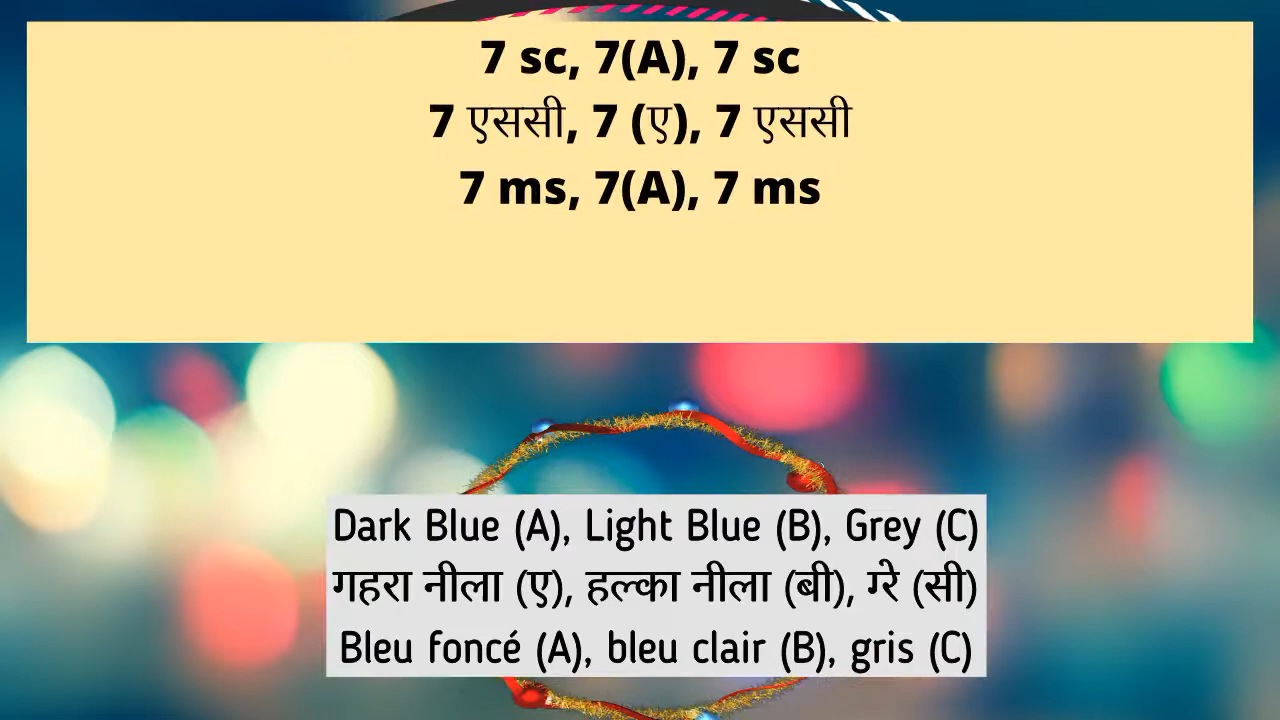 7 sc, 7(A), 7 sc
7 एससी, 7 (ए), 7 एससी
7 ms, 7(A), 7 ms
Dark Blue (A), Light Blue (B), Grey (C)
गहरा नीला (ए), हल्का नीला (बी), ग्रे (सी)
Bleu foncé (A), bleu clair (B), gris (C)